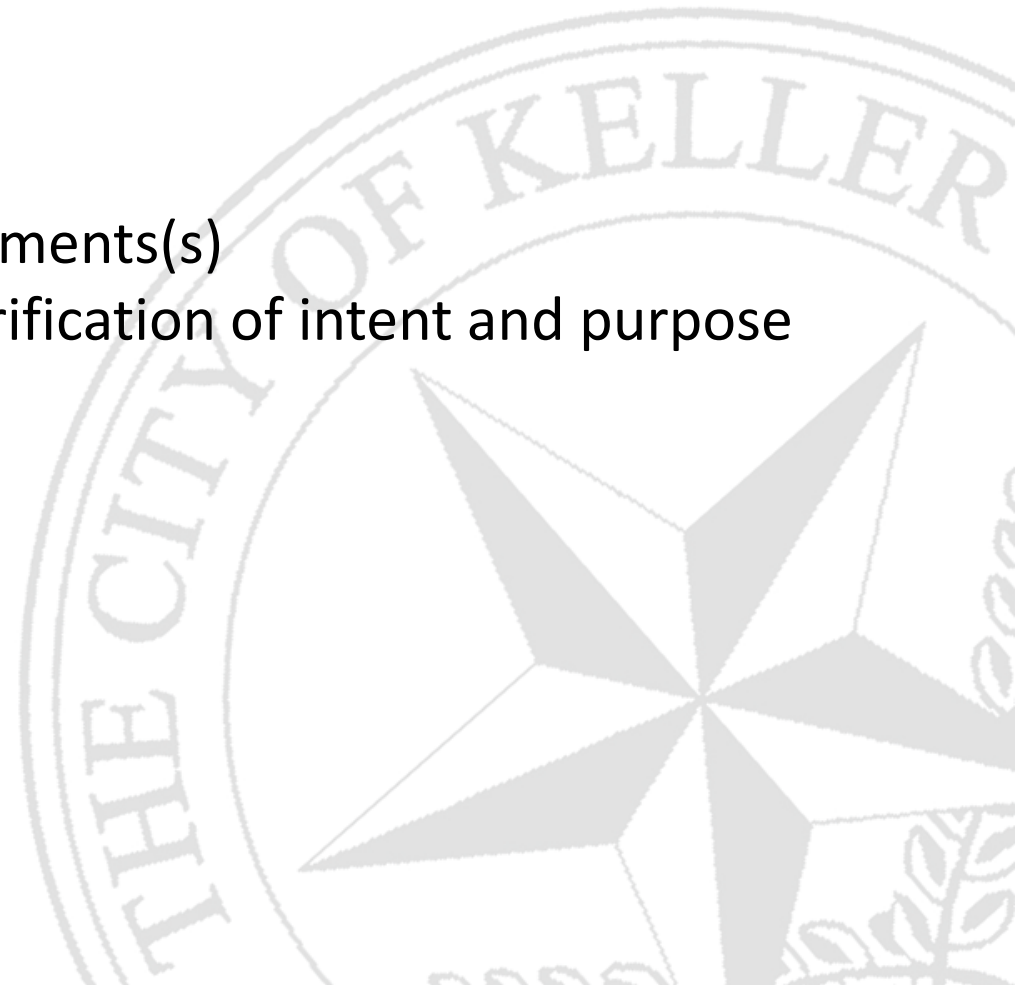 THE CITY OF KELLER
ments(s)
rification of intent and purpose